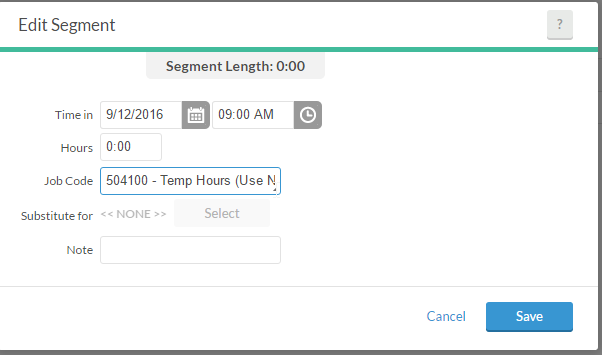 Edit Segment
?
Segment Length: 0:00
Time in 9/12/2016 09:00 AM
Hours 0:00
Job Code 504100 - Temp Hours (Use N
Substitute for << NONE >> Select
Note
Cancel Save